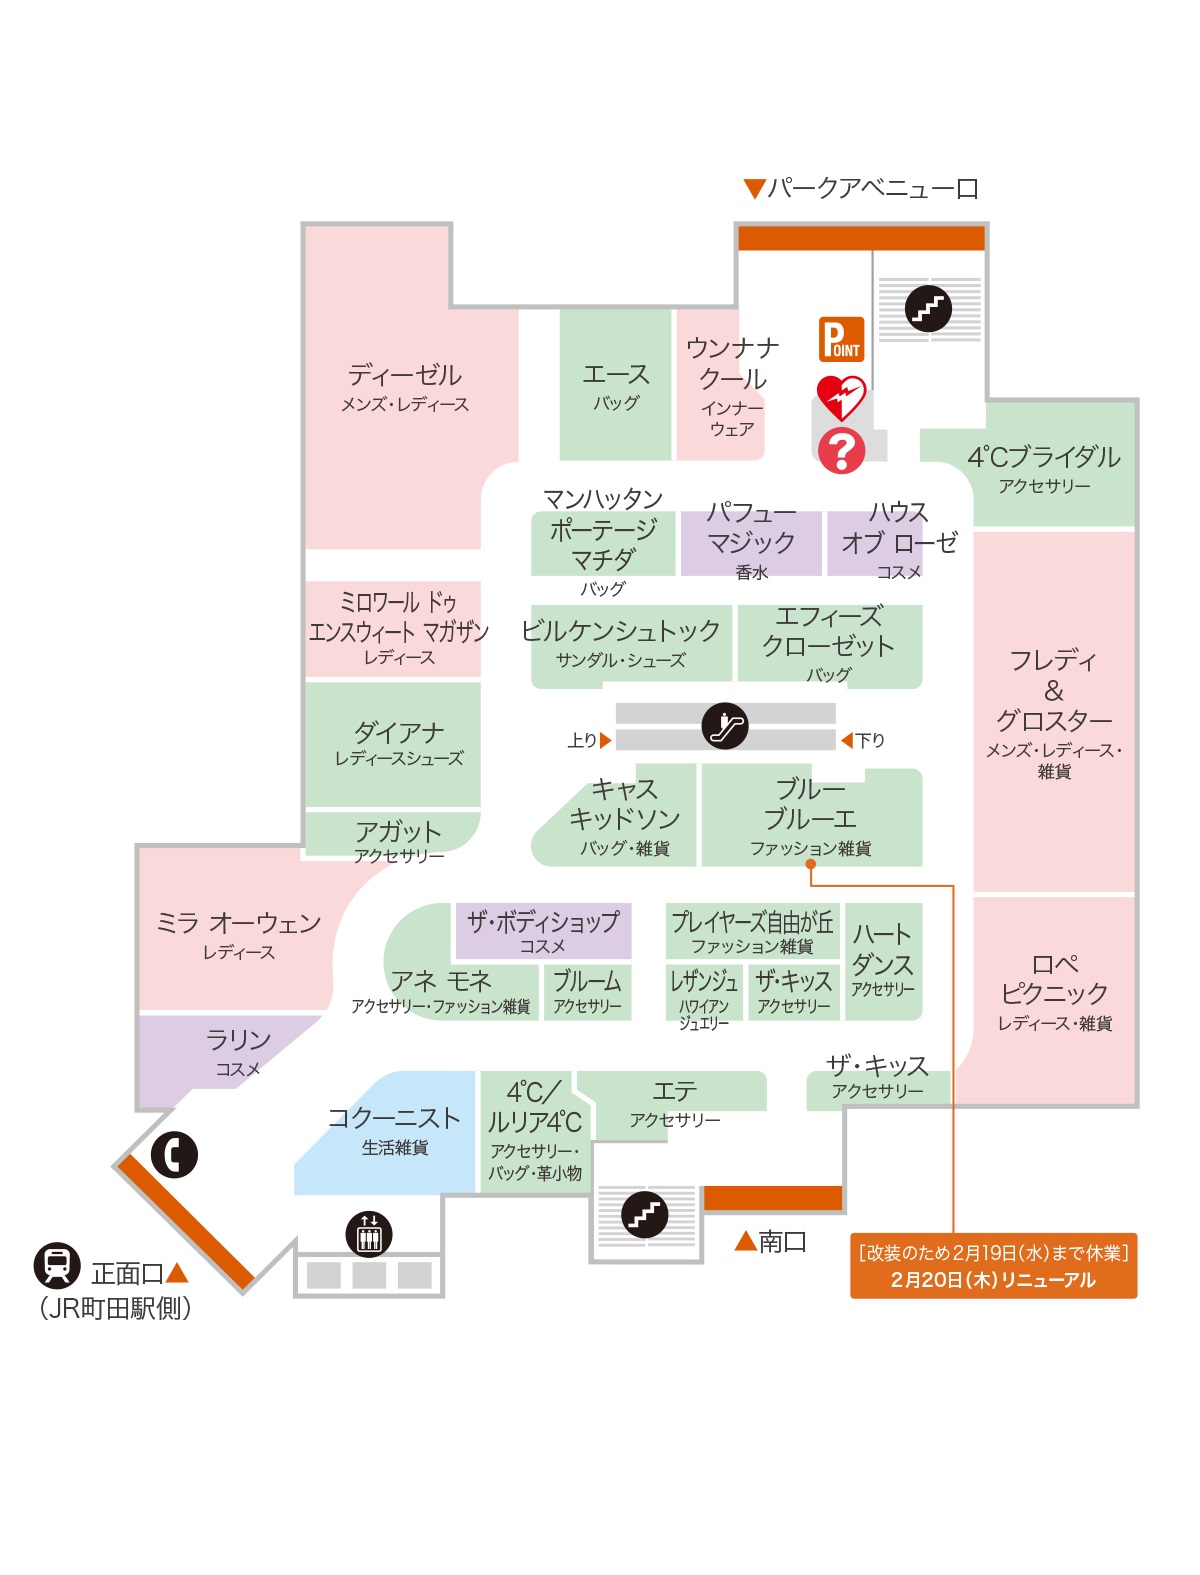 ▼パークアベニュー口
POINT
ディーゼル
メンズ・レディース
エース
バッグ
ウンナナ
クール
インナー
ウェア
?
4℃ブライダル
アクセサリー
マンハッタン
ポーテージ
マチダ
バッグ
パフュー
マジック
香水
ハウス
オブ ローゼ
コスメ
ミロワール ドゥ
エンスウィート マガザン
レディース
ビルケンシュトック
サンダル・シューズ
エフィーズ
クローゼット
バッグ
フレディ
&
グロスター
メンズ・レディース・
雑貨
ダイアナ
レディースシューズ
上り▶
◀下り
キャス
キッドソン
バッグ・雑貨
ブルー
ブルーエ
ファッション雑貨
アガット
アクセサリー
ミラ オーウェン
レディース
ザ・ボディショップ
コスメ
プレイヤーズ自由が丘
ファッション雑貨
ハート
ダンス
アクセサリー
アネ モネ
アクセサリー・ファッション雑貨
ブルーム
アクセサリー
レザンジュ
ハワイアン
ジュエリー
ザ・キッス
アクセサリー
ロペ
ピクニック
レディース・雑貨
ラリン
コスメ
コクーニスト
生活雑貨
4℃／
ルリア4℃
アクセサリー・
バッグ・革小物
エテ
アクセサリー
ザ・キッス
アクセサリー
正面口▲
（JR町田駅側）
▲南口
［改装のため2月19日（水）まで休業］
2月20日（木）リニューアル